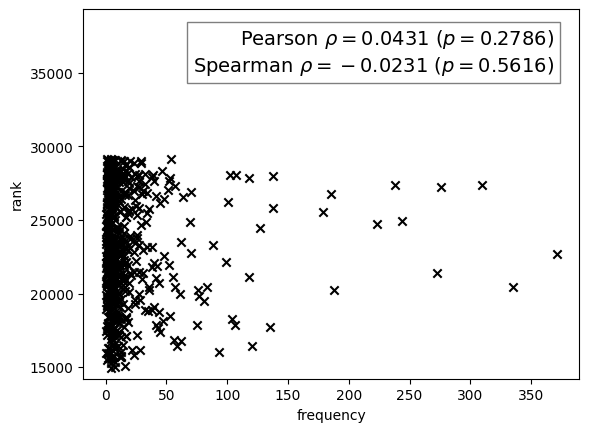 Pearson ρ = 0.0431 (p = 0.2786)
Spearman ρ = −0.0231 (p = 0.5616)
35000
30000
25000
20000
15000
rank
0 50 100 150 200 250 300 350
frequency